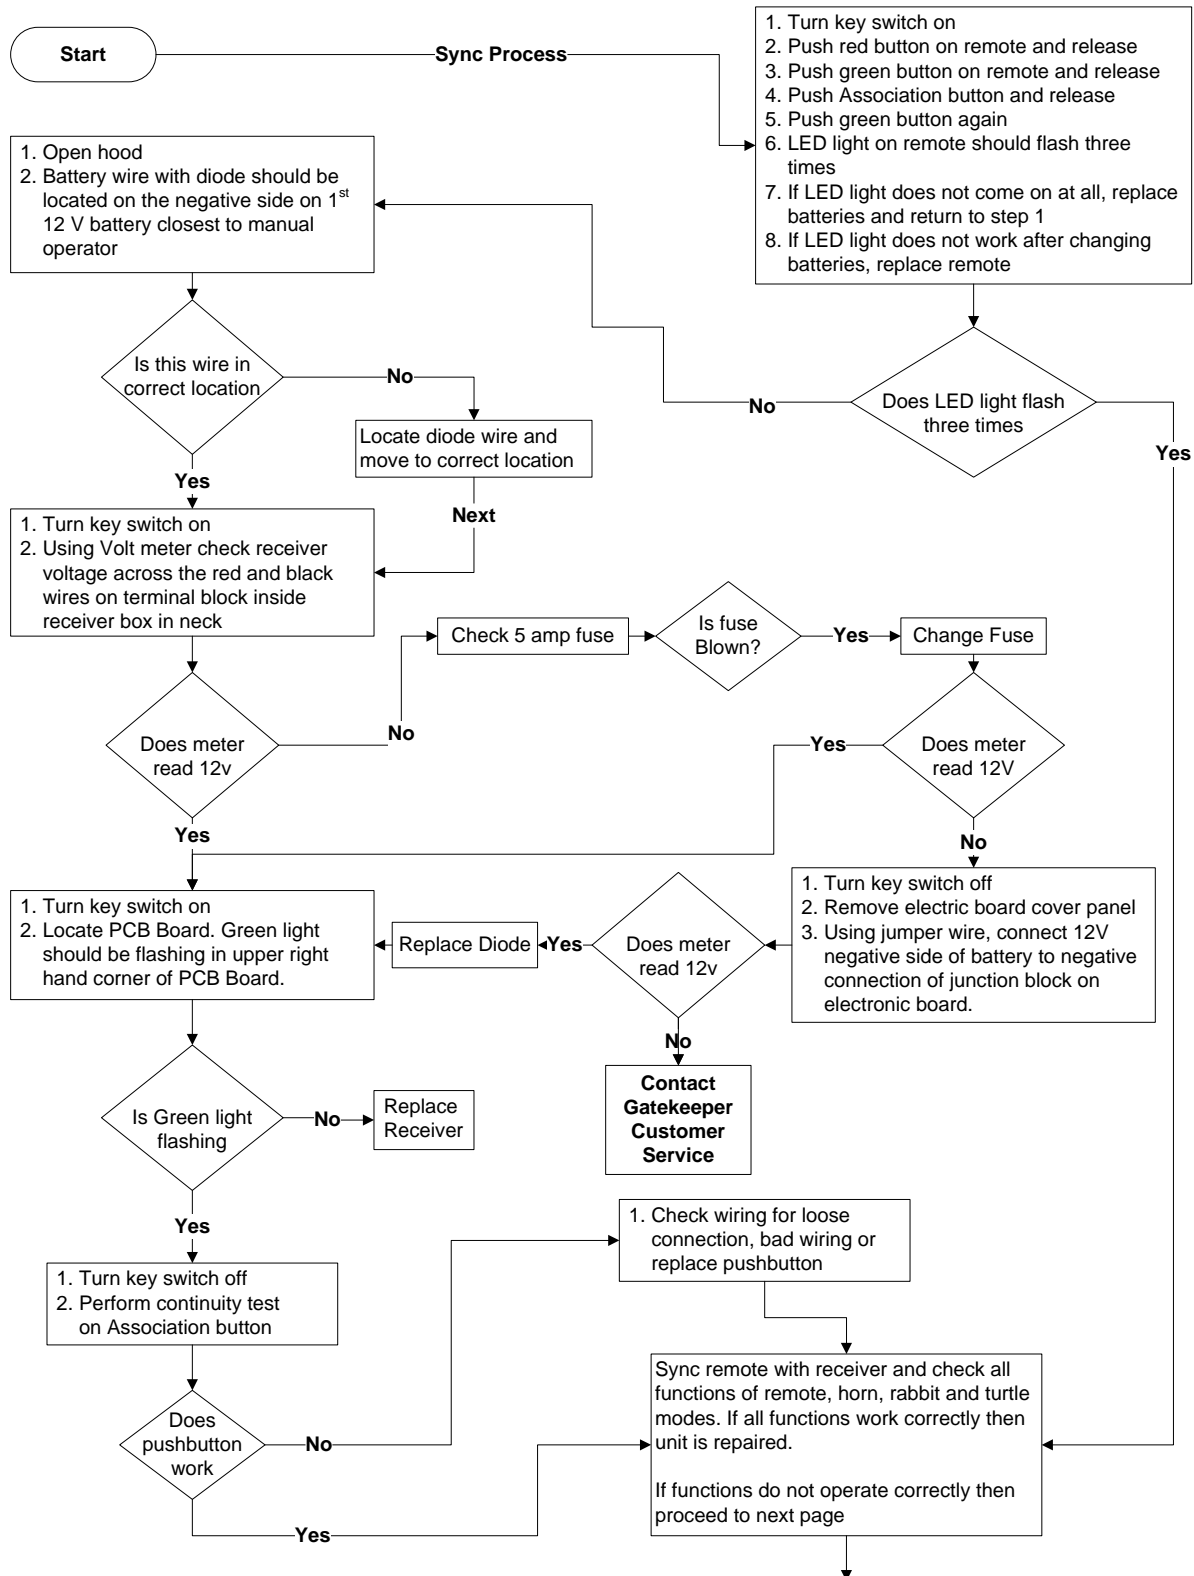 Start
Sync Process
1. Turn key switch on
2. Push red button on remote and release
3. Push green button on remote and release
4. Push Association button and release
5. Push green button again
6. LED light on remote should flash three
times
7. If LED light does not come on at all, replace
batteries and return to step 1
8. If LED light does not work after changing
batteries, replace remote
Does LED light flash
three times
No
Yes
1. Open hood
2. Battery wire with diode should be
located on the negative side on 1st
12 V battery closest to manual
operator
Is this wire in
correct location
No
Locate diode wire and
move to correct location
Yes
Next
1. Turn key switch on
2. Using Volt meter check receiver
voltage across the red and black
wires on terminal block inside
receiver box in neck
Does meter
read 12v
No
Check 5 amp fuse
Is fuse
Blown?
Yes
Change Fuse
Does meter
read 12V
Yes
No
Yes
1. Turn key switch off
2. Remove electric board cover panel
3. Using jumper wire, connect 12V
negative side of battery to negative
connection of junction block on
electronic board.
Does meter
read 12v
Yes
Replace Diode
No
Contact
Gatekeeper
Customer
Service
1. Turn key switch on
2. Locate PCB Board. Green light
should be flashing in upper right
hand corner of PCB Board.
Is Green light
flashing
No
Replace
Receiver
Yes
1. Turn key switch off
2. Perform continuity test
on Association button
Does
pushbutton
work
No
1. Check wiring for loose
connection, bad wiring or
replace pushbutton
Yes
Sync remote with receiver and check all
functions of remote, horn, rabbit and turtle
modes. If all functions work correctly then
unit is repaired.
If functions do not operate correctly then
proceed to next page